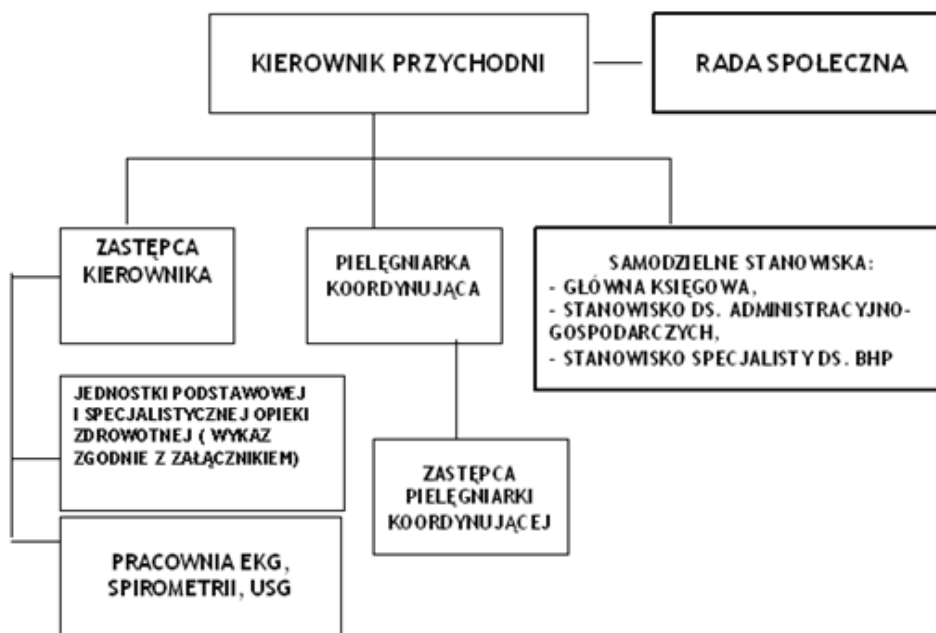 KIEROWNIK PRZYCHODNI
RADA SPOŁECZNA
ZASTĘPCA
KIEROWNIKA
PIELĘGNIARKA
KOORDYNUJĄCA
SAMODZIELNE STANOWISKA:
- GŁÓWNA KSIĘGOWA,
- STANOWISKO DS. ADMINISTRACYJNO-
GOSPODARCZYCH,
- STANOWISKO SPECJALISTY DS. BHP
JEDNOSTKI PODSTAWOWEJ
I SPECJALISTYCZNEJ OPIEKI
ZDROWOTNEJ ( WYKAZ
ZGODNIE Z ZAŁĄCZNIKIEM)
ZASTĘPCA
PIELĘGNIARKI
KOORDYNUJĄCEJ
PRACOWNIA EKG,
SPIROMETRII, USG